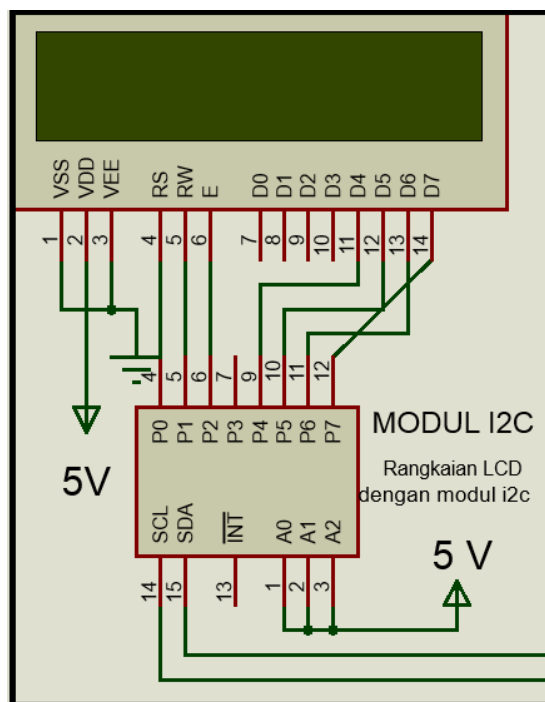 VSS VDD VEE RS RW E D0 D1 D2 D3 D4 D5 D6 D7
1 2 3 4 5 6 7 8 9 10 11 12 13 14
4 5 6 7 9 10 11 12
P0 P1 P2 P3 P4 P5 P6 P7
MODUL I2C
5V
Rangkaian LCD
dengan modul i2c
SCL SDA INT A0 A1 A2
5 V
14 15 13 1 2 3